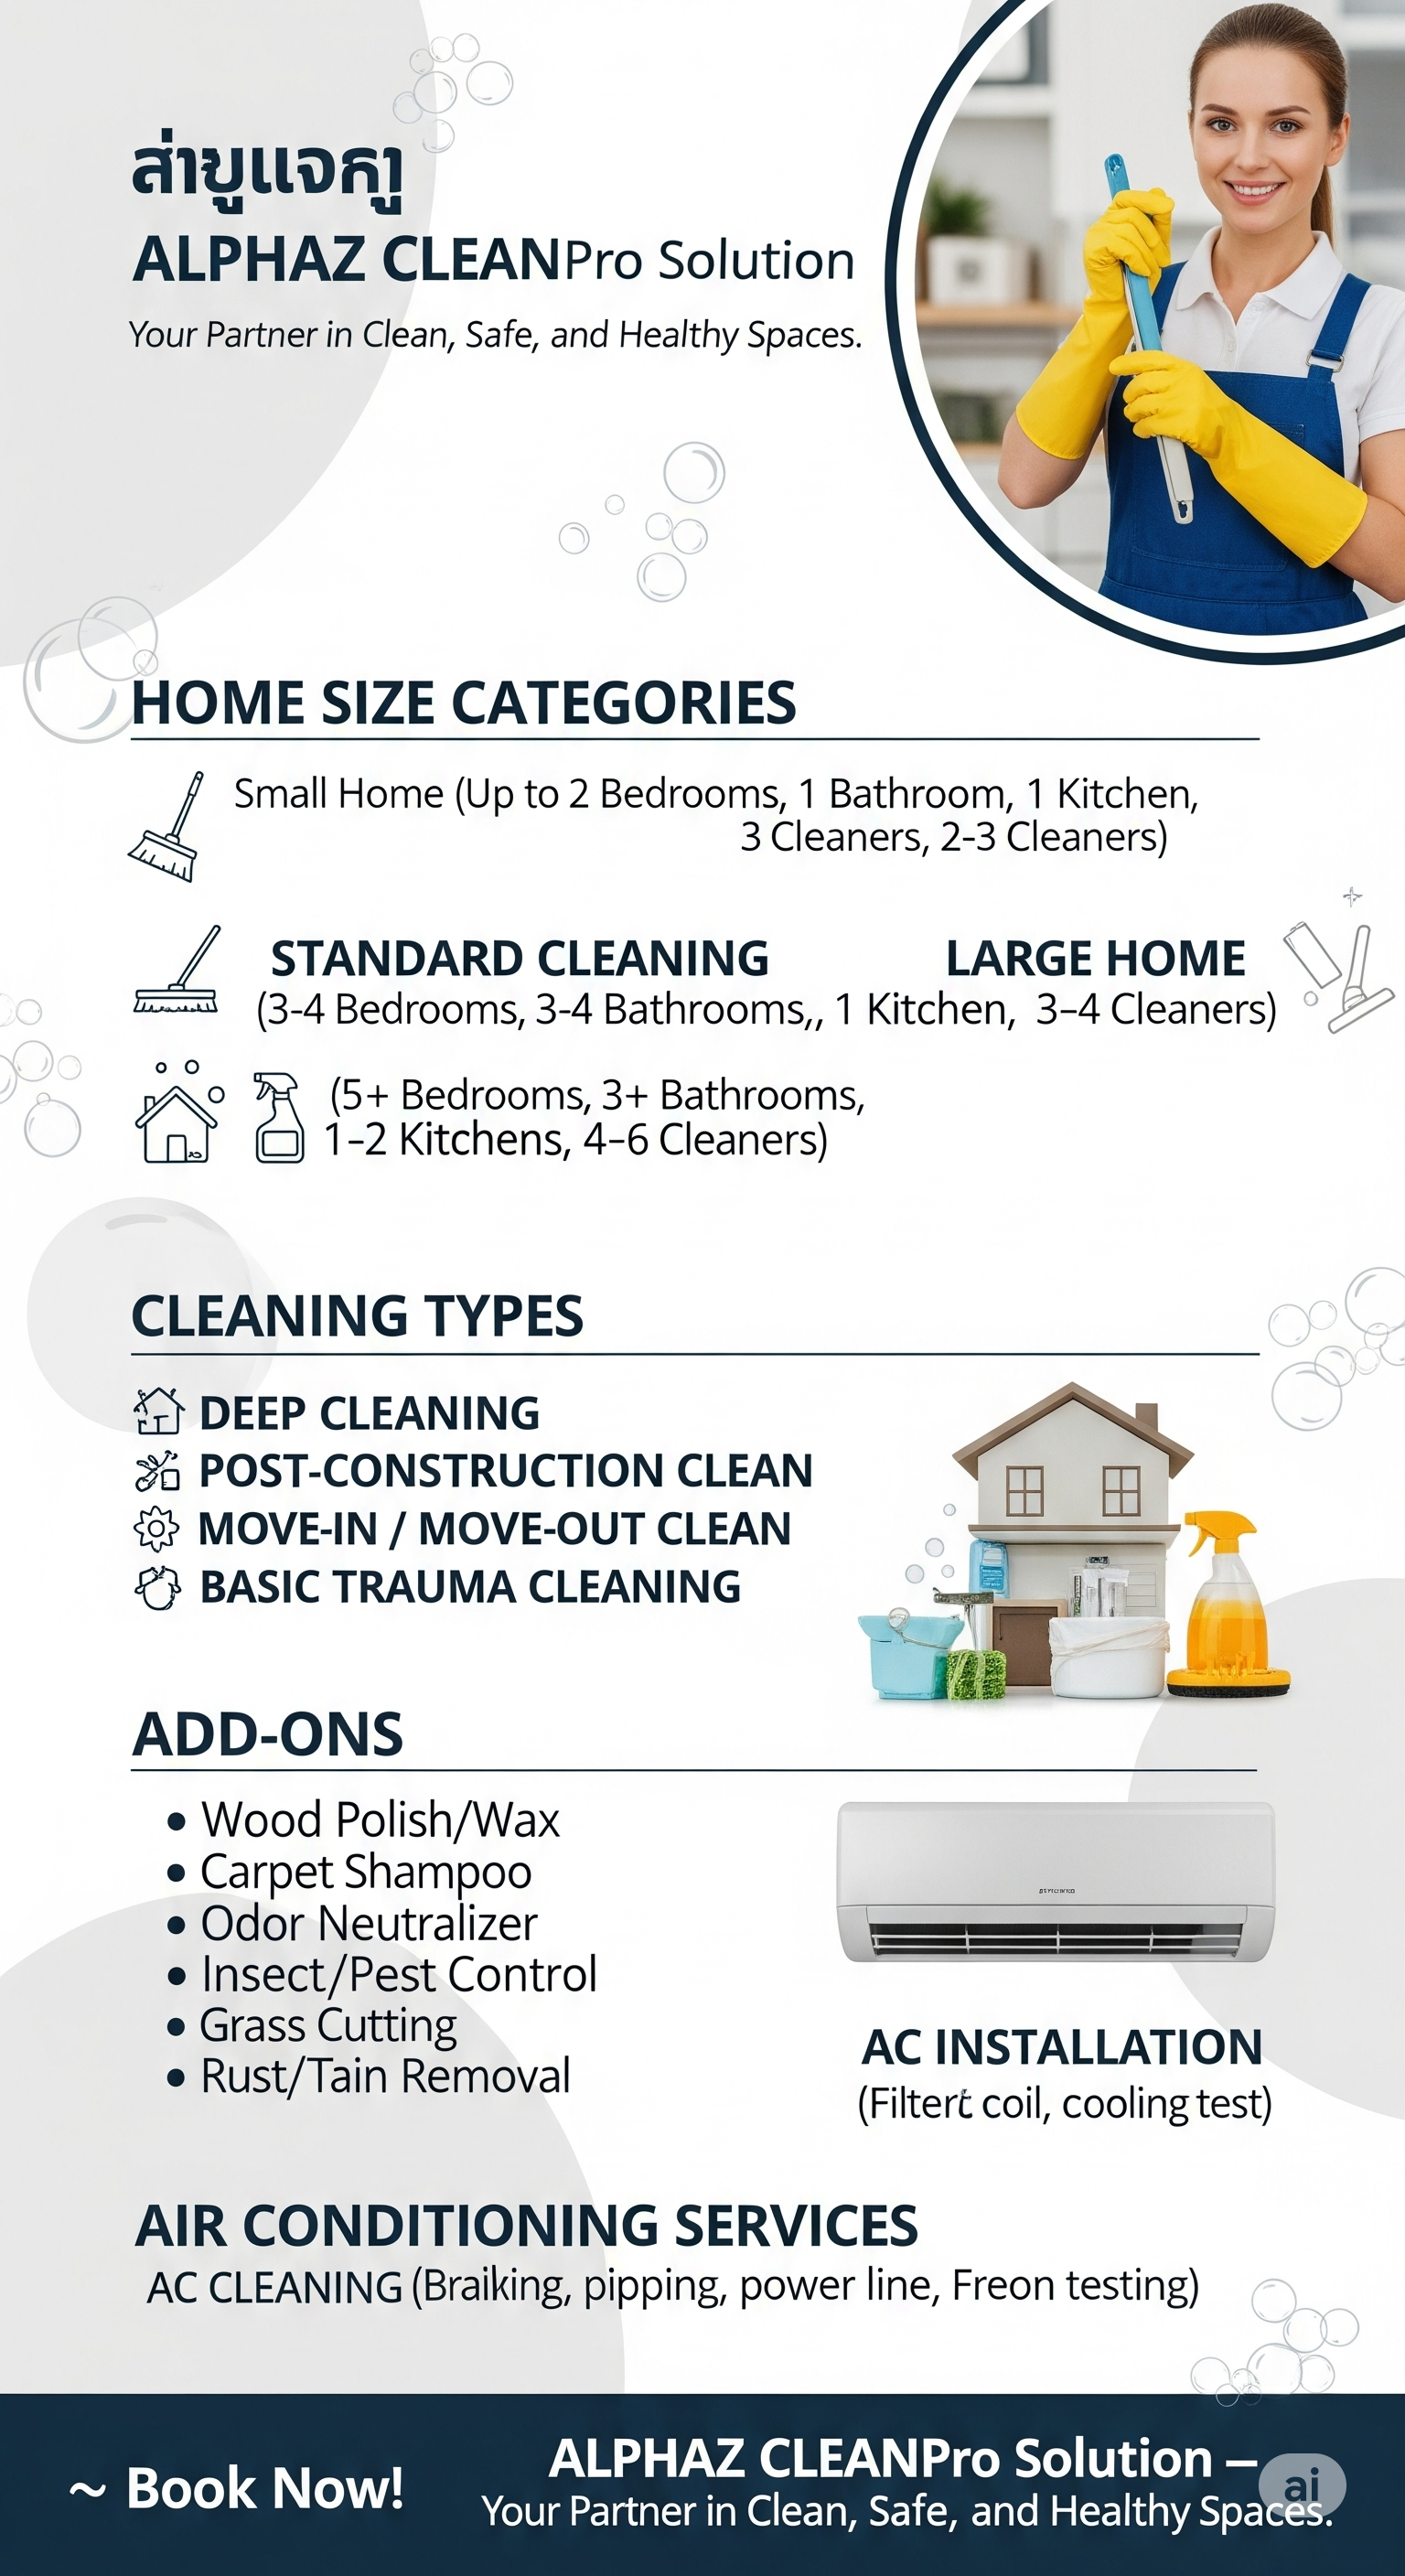 ส่าขูแจกาู
ALPHAZ CLEANPro Solution
Your Partner in Clean, Safe, and Healthy Spaces.
HOME SIZE CATEGORIES
Small Home (Up to 2 Bedrooms, 1 Bathroom, 1 Kitchen,
3 Cleaners, 2-3 Cleaners)
STANDARD CLEANING LARGE HOME
(3-4 Bedrooms, 3-4 Bathrooms,, 1 Kitchen, 3–4 Cleaners)
(5+ Bedrooms, 3+ Bathrooms,
1–2 Kitchens, 4–6 Cleaners)
CLEANING TYPES
DEEP CLEANING
POST-CONSTRUCTION CLEAN
MOVE-IN / MOVE-OUT CLEAN
BASIC TRAUMA CLEANING
ADD-ONS
• Wood Polish/Wax
• Carpet Shampoo
• Odor Neutralizer
• Insect/Pest Control
• Grass Cutting
• Rust/Tain Removal
AC INSTALLATION
(Filtert coil, cooling test)
AIR CONDITIONING SERVICES
AC CLEANING (Braiking, pipping, power line, Freon testing)
~ Book Now!
ALPHAZ CLEANPro Solution –
Your Partner in Clean, Safe, and Healthy Spaces.
ai